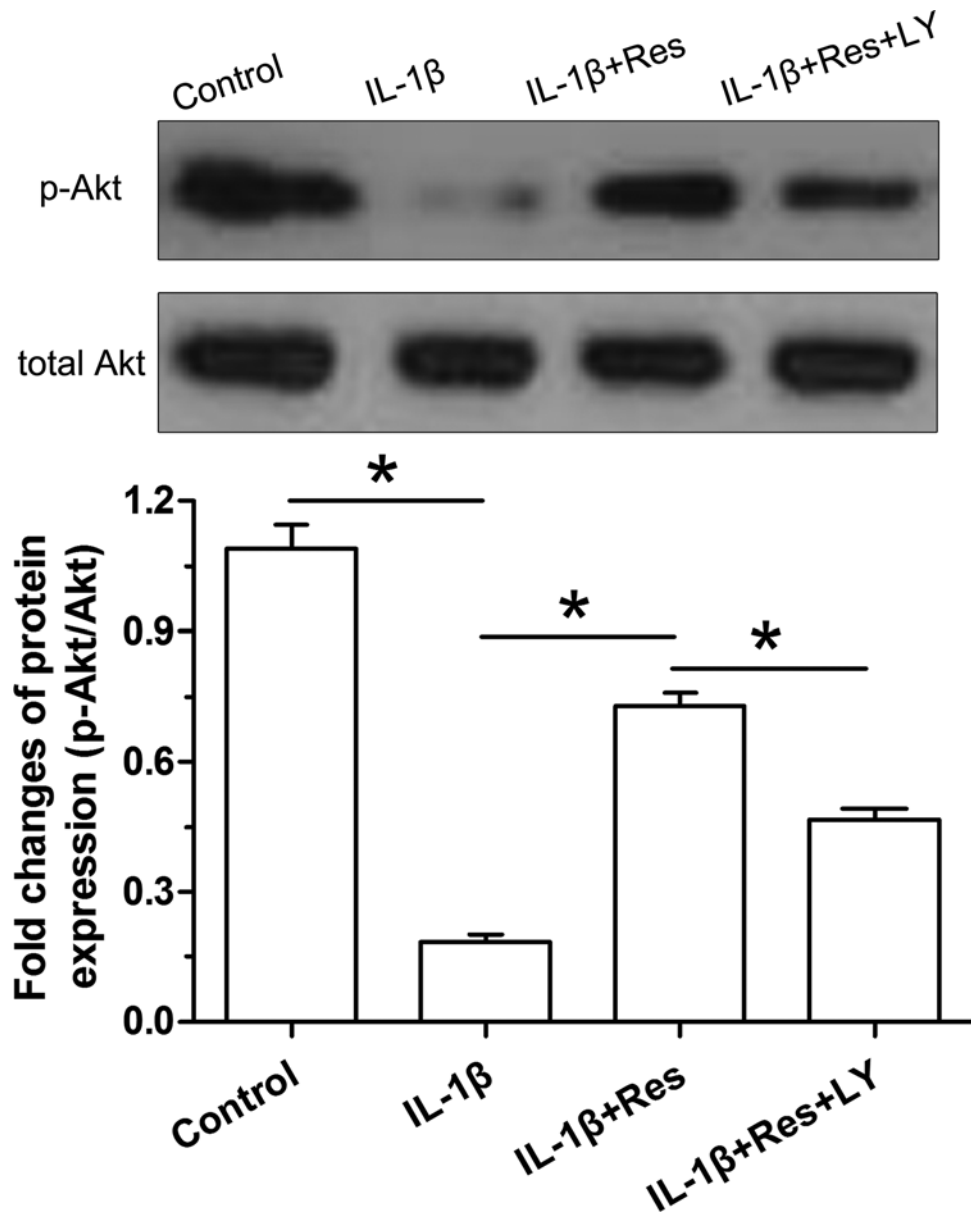 Control IL-1β IL-1β+Res IL-1β+Res+LY
p-Akt
total Akt
* * *
Fold changes of protein
expression (p-Akt/Akt)
1.2
0.9
0.6
0.3
0.0
Control IL-1β IL-1β+Res IL-1β+Res+LY